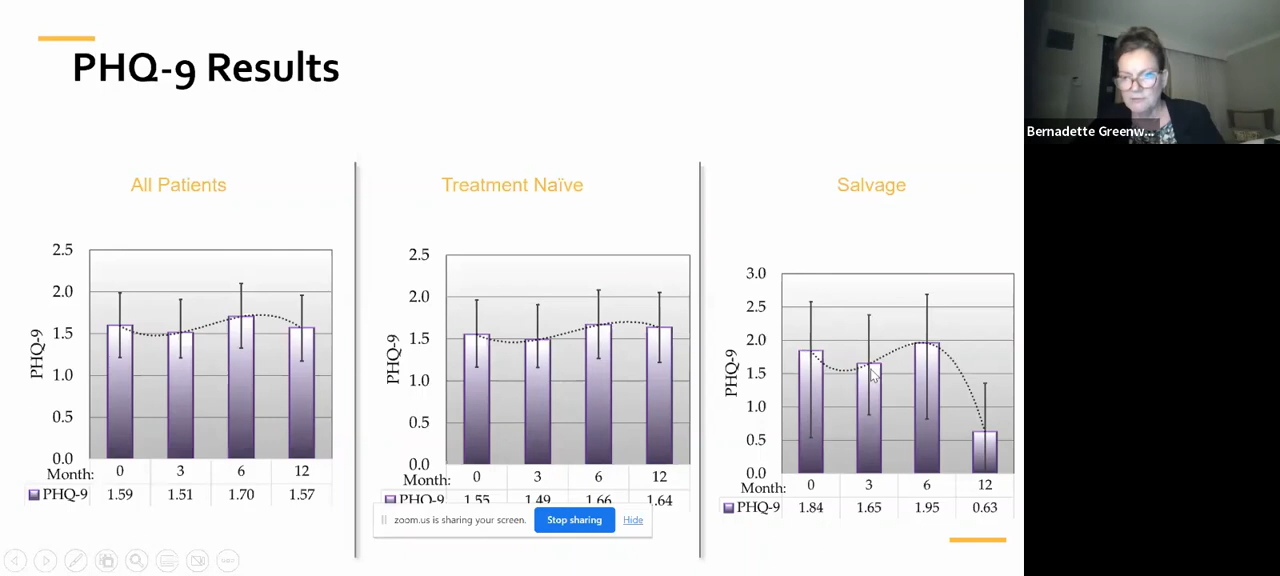 PHQ-9 Results
Bernadette Greenw...
All Patients
2.5
2.0
1.5
1.0
0.5
0.0
PHQ-9
Month: 0 3 6 12
PHQ-9 1.59 1.51 1.70 1.57
Treatment Naïve
2.5
2.0
1.5
1.0
0.5
0.0
PHQ-9
Month: 0 3 6 12
PHQ-9 1.55 1.49 1.66 1.64
Salvage
3.0
2.5
2.0
1.5
1.0
0.5
0.0
PHQ-9
Month: 0 3 6 12
PHQ-9 1.84 1.65 1.95 0.63
zoom.us is sharing your screen. Stop sharing Hide